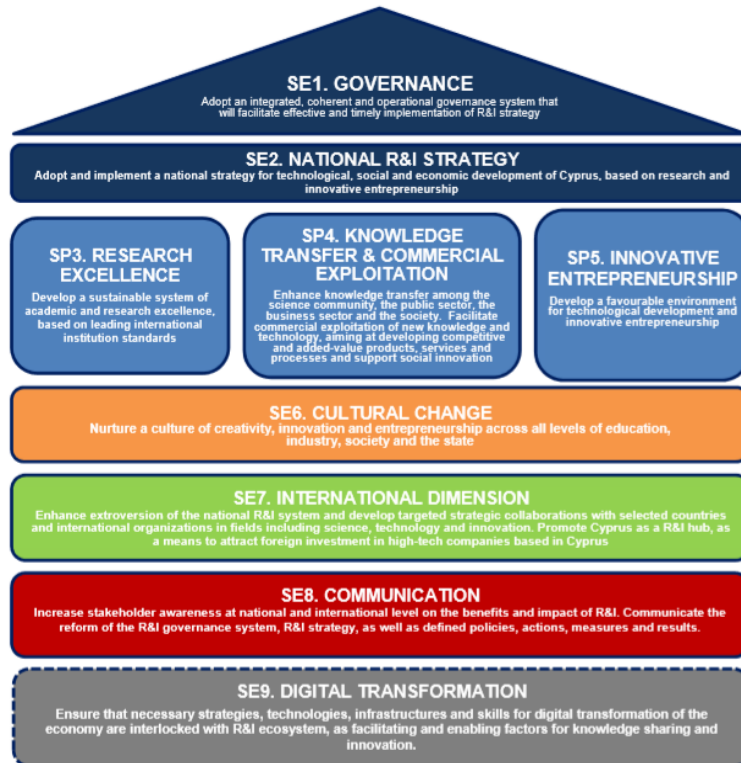 SE1. GOVERNANCE
Adopt an integrated, coherent and operational governance system that
will facilitate effective and timely implementation of R&I strategy
SE2. NATIONAL R&I STRATEGY
Adopt and implement a national strategy for technological, social and economic development of Cyprus, based on research and
innovative entrepreneurship
SP3. RESEARCH
EXCELLENCE
Develop a sustainable system of
academic and research excellence,
based on leading international
institution standards
SP4. KNOWLEDGE
TRANSFER & COMMERCIAL
EXPLOITATION
Enhance knowledge transfer among the
science community, the public sector, the
business sector and the society. Facilitate
commercial exploitation of new knowledge and
technology, aiming at developing competitive
and added-value products, services and
processes and support social innovation
SP5. INNOVATIVE
ENTREPRENEURSHIP
Develop a favourable environment
for technological development and
innovative entrepreneurship
SE6. CULTURAL CHANGE
Nurture a culture of creativity, innovation and entrepreneurship across all levels of education,
industry, society and the state
SE7. INTERNATIONAL DIMENSION
Enhance extroversion of the national R&I system and develop targeted strategic collaborations with selected countries
and international organizations in fields including science, technology and innovation. Promote Cyprus as a R&I hub, as
a means to attract foreign investment in high-tech companies based in Cyprus
SE8. COMMUNICATION
Increase stakeholder awareness at national and international level on the benefits and impact of R&I. Communicate the
reform of the R&I governance system, R&I strategy, as well as defined policies, actions, measures and results.
SE9. DIGITAL TRANSFORMATION
Ensure that necessary strategies, technologies, infrastructures and skills for digital transformation of the
economy are interlocked with R&I ecosystem, as facilitating and enabling factors for knowledge sharing and
innovation.